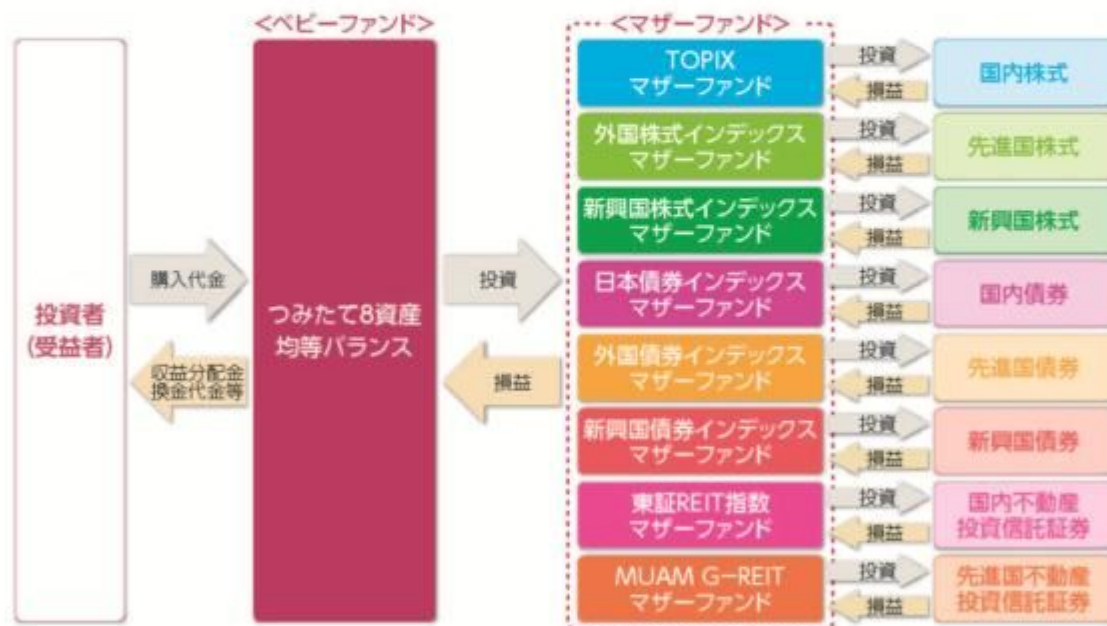 <ベビーファンド>
<マザーファンド>
投資者
(受益者)
購入代金
収益分配金
換金代金等
つみたて8資産
均等バランス
投資
損益
TOPIX
マザーファンド
投資
損益
国内株式
外国株式インデックス
マザーファンド
投資
損益
先進国株式
新興国株式インデックス
マザーファンド
投資
損益
新興国株式
日本債券インデックス
マザーファンド
投資
損益
国内債券
外国債券インデックス
マザーファンド
投資
損益
先進国債券
新興国債券インデックス
マザーファンド
投資
損益
新興国債券
東証REIT指数
マザーファンド
投資
損益
国内不動産
投資信託証券
MUAM G-REIT
マザーファンド
投資
損益
先進国不動産
投資信託証券